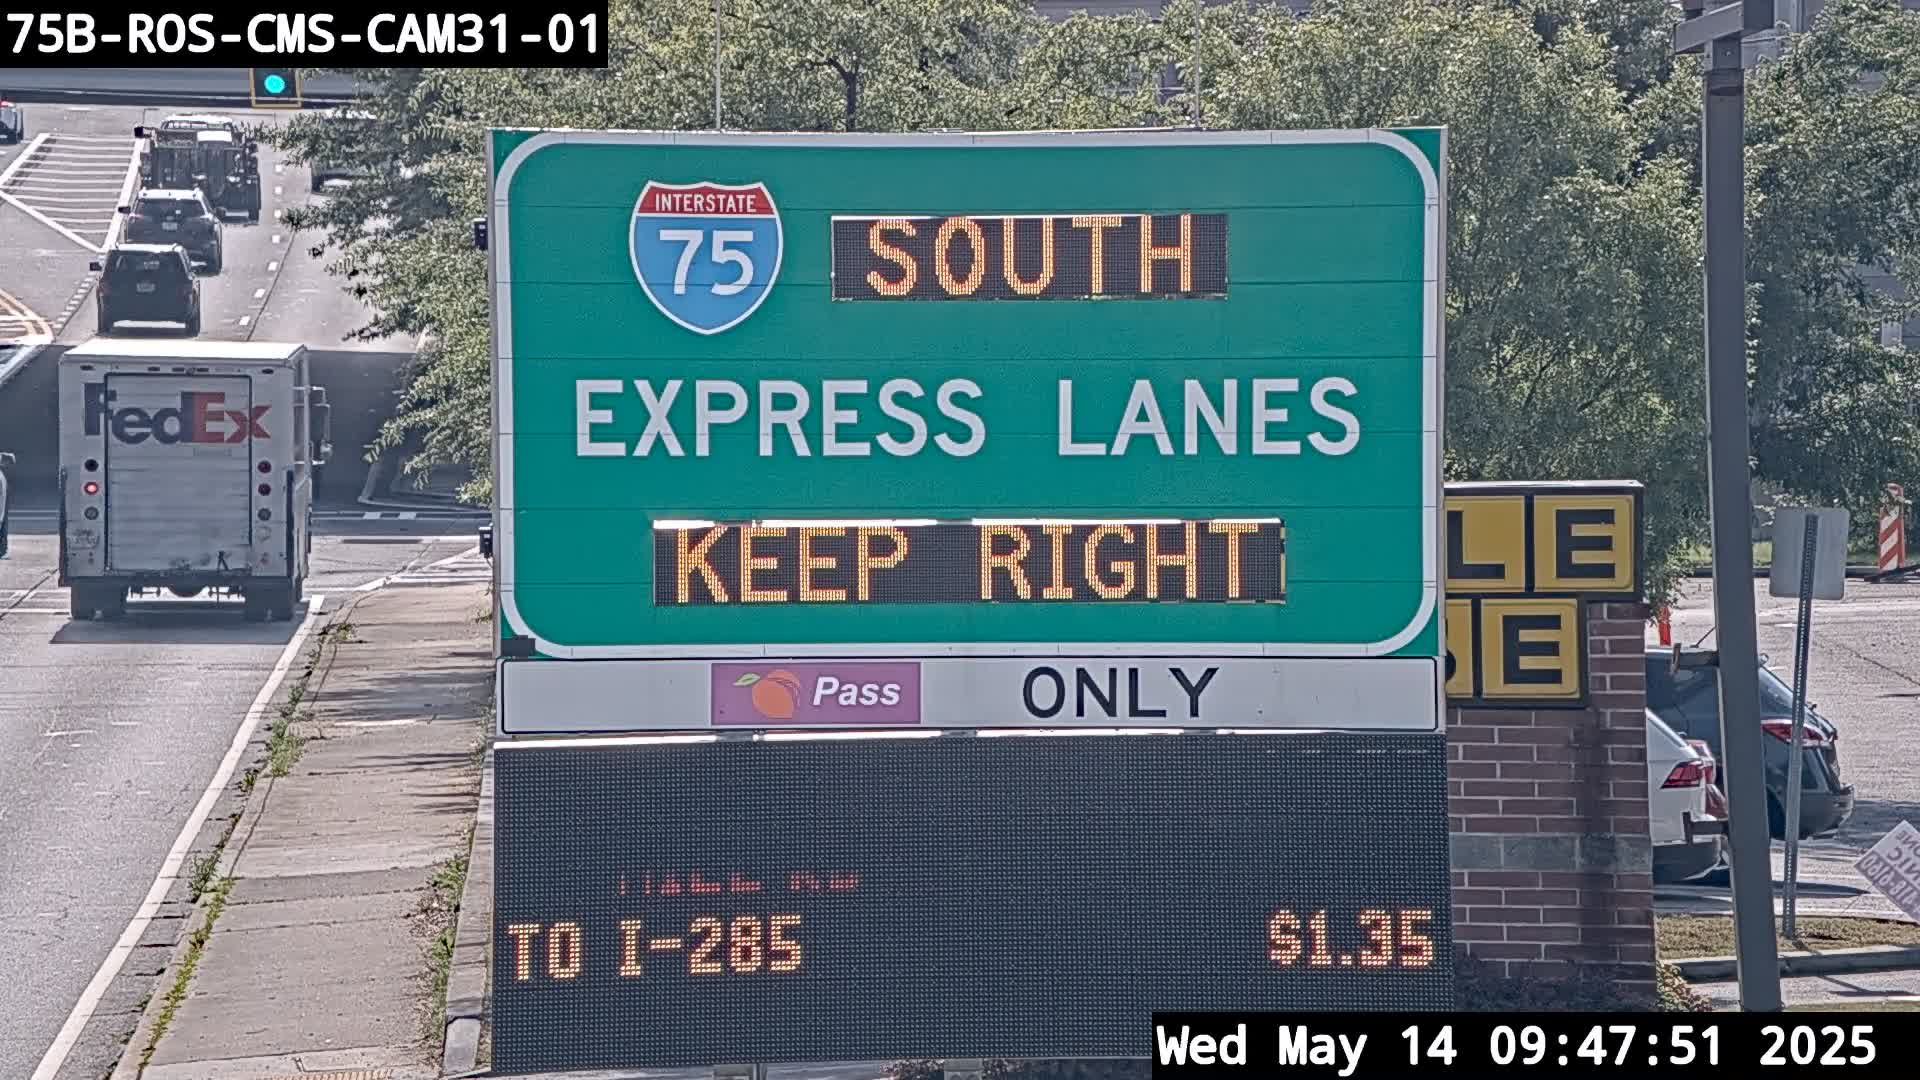 75B-ROS-CMS-CAM31-01
INTERSTATE
75
SOUTH
EXPRESS LANES
KEEP RIGHT
Pass ONLY
TO I-285 $1.35
FedEx
LE
E
Wed May 14 09:47:51 2025